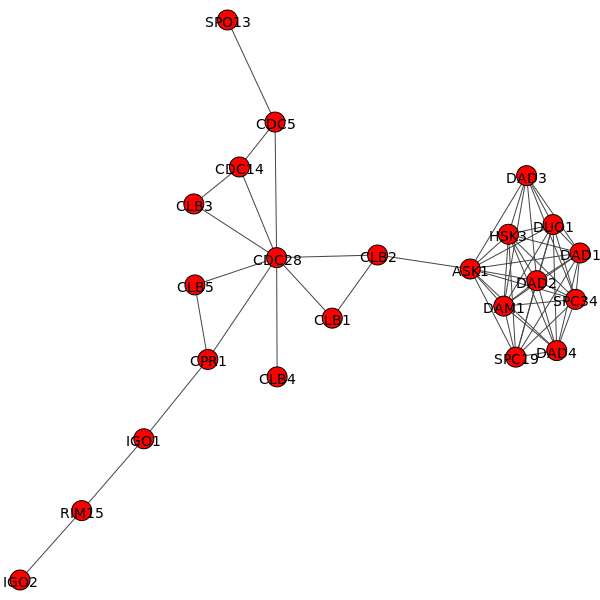 SPO13
CDC5
CDC14
DAD3
CLB3
DUO1
HSK3
DAD1
CDC28
CLB2
ASK1
DAD2
CLB5
SPC34
DAM1
CLB1
DAD4
SPC19
CPR1
CLB4
IGO1
RIM15
IGO2